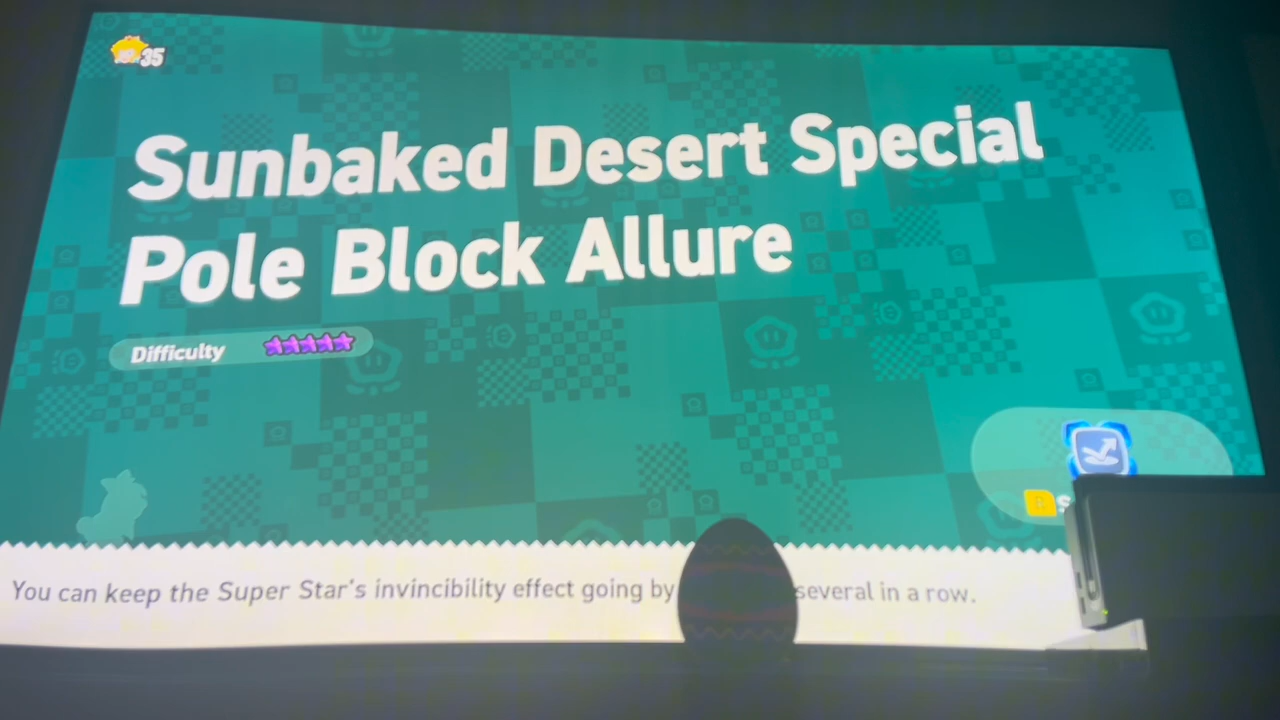 35
Sunbaked Desert Special
Pole Block Allure
Difficulty
You can keep the Super Star's invincibility effect going by several in a row.